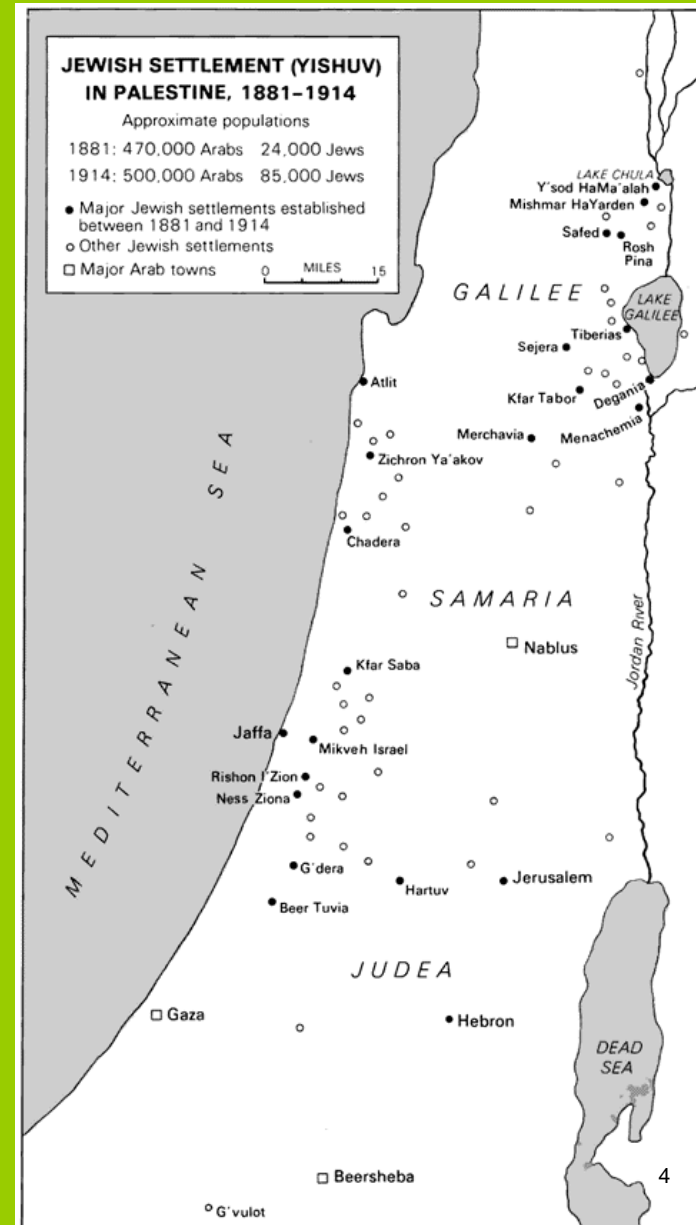 JEWISH SETTLEMENT (YISHUV)
IN PALESTINE, 1881–1914
Approximate populations
1881: 470,000 Arabs 24,000 Jews
1914: 500,000 Arabs 85,000 Jews
● Major Jewish settlements established
between 1881 and 1914
○ Other Jewish settlements
□ Major Arab towns
0 MILES 15
LAKE CHULA
Y'sod HaMa'alah
Mishmar HaYarden
Safed
Rosh
Pina
GALILEE
LAKE
GALILEE
Tiberias
Sejera
Atlit
Degania
Kfar Tabor
Menachemia
Merchavia
Zichron Ya'akov
MEDITERRANEAN SEA
Chadera
SAMARIA
Nablus
Jordan River
Kfar Saba
Jaffa
Mikveh Israel
Rishon l'Zion
Ness Ziona
G'dera
Hartuv
Jerusalem
Beer Tuvia
JUDEA
Gaza
Hebron
DEAD
SEA
Beersheba
4
G'vulot